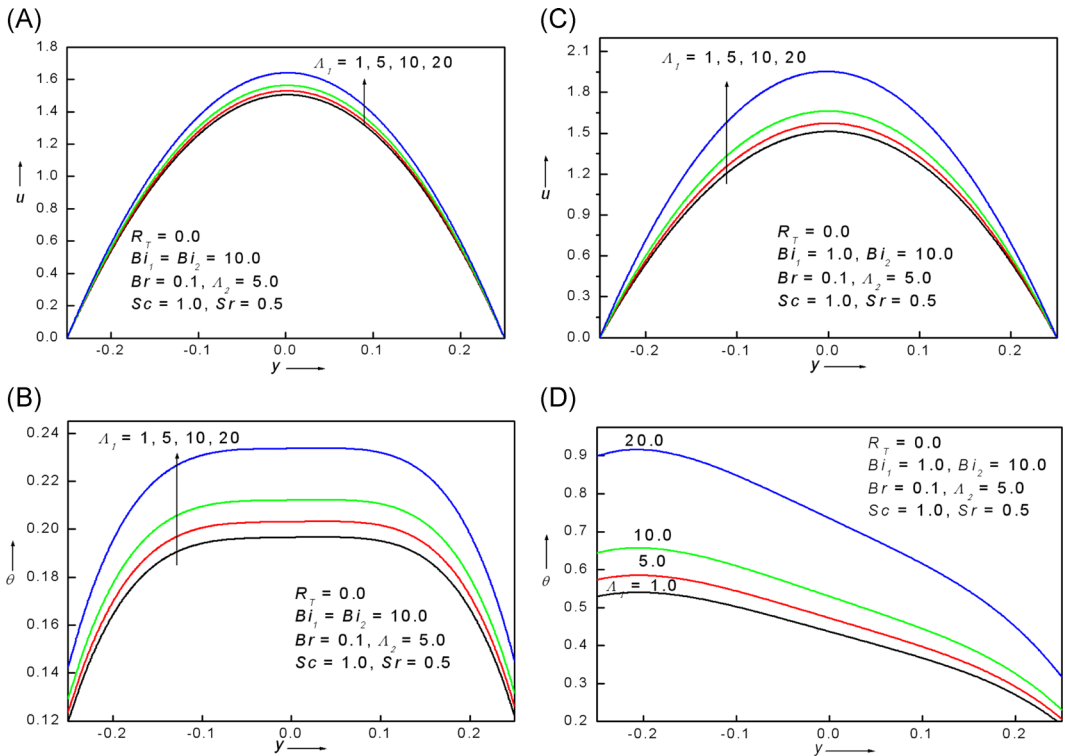 (A)
1.8
1.6
1.4
1.2
1.0
0.8
0.6
0.4
0.2
0.0
u
Λ1 = 1, 5, 10, 20
RT = 0.0
Bi1 = Bi2 = 10.0
Br = 0.1, Λ2 = 5.0
Sc = 1.0, Sr = 0.5
-0.2 -0.1 0.0 0.1 0.2
y
(C)
2.1
1.8
1.5
1.2
0.9
0.6
0.3
0.0
u
Λ1 = 1, 5, 10, 20
RT = 0.0
Bi1 = 1.0, Bi2 = 10.0
Br = 0.1, Λ2 = 5.0
Sc = 1.0, Sr = 0.5
-0.2 -0.1 0.0 0.1 0.2
y
(B)
0.24
0.22
0.20
0.18
0.16
0.14
0.12
θ
Λ1 = 1, 5, 10, 20
RT = 0.0
Bi1 = Bi2 = 10.0
Br = 0.1, Λ2 = 5.0
Sc = 1.0, Sr = 0.5
-0.2 -0.1 0.0 0.1 0.2
y
(D)
0.9
0.8
0.7
0.6
0.5
0.4
0.3
0.2
θ
20.0
10.0
5.0
Λ1 = 1.0
RT = 0.0
Bi1 = 1.0, Bi2 = 10.0
Br = 0.1, Λ2 = 5.0
Sc = 1.0, Sr = 0.5
-0.2 -0.1 0.0 0.1 0.2
y